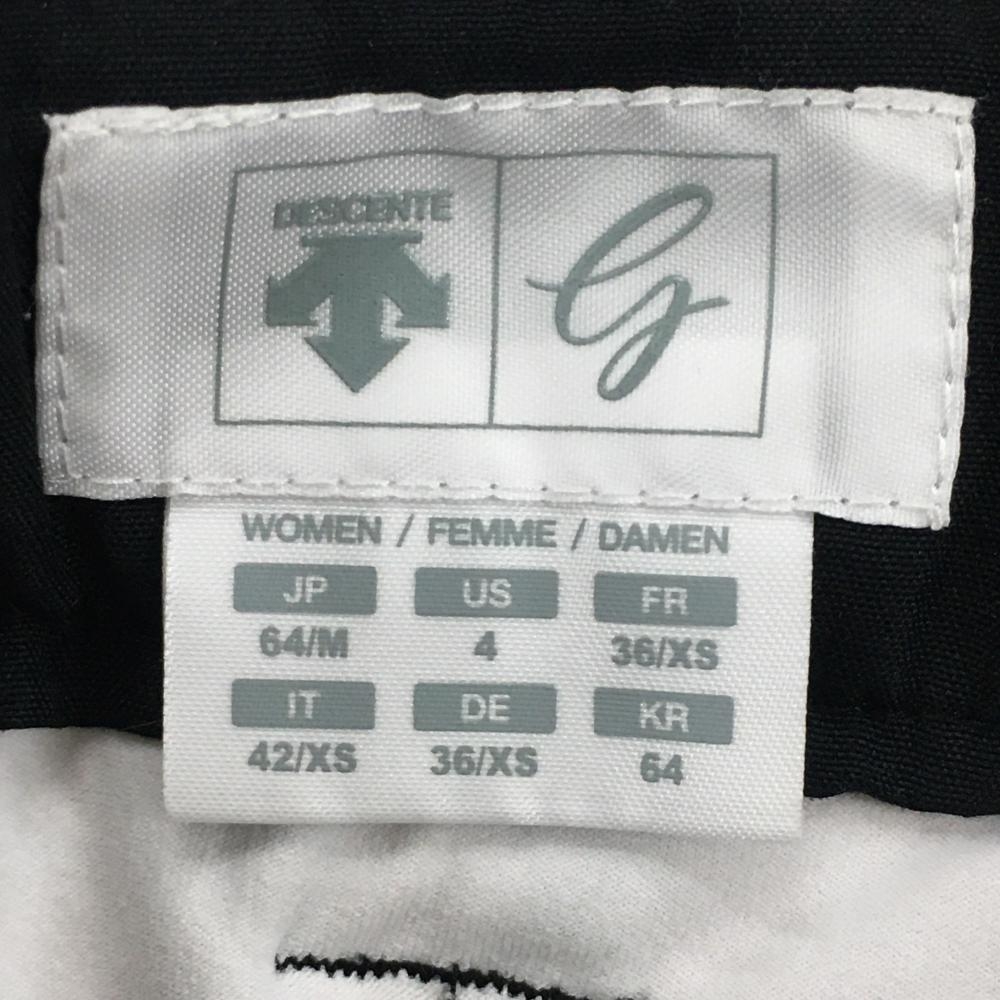 DESCENTE
G
WOMEN / FEMME / DAMEN
JP US FR
64/M 4 36/XS
IT DE KR
42/XS 36/XS 64